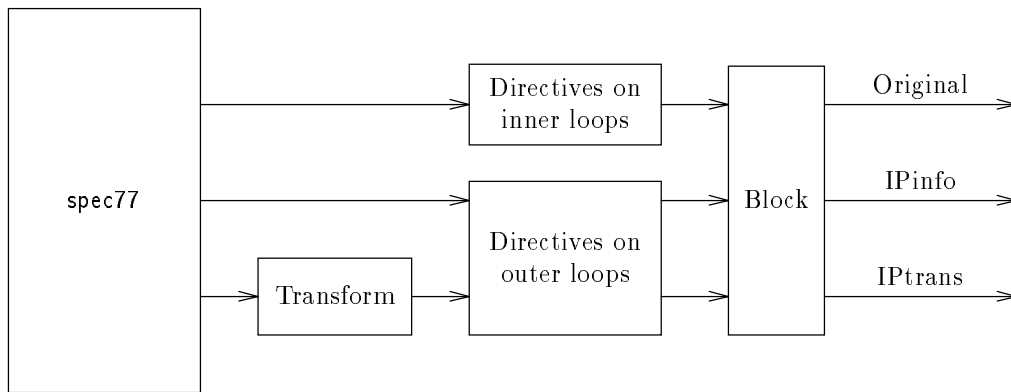 Directives on
inner loops
Original
spec77
Directives on
outer loops
Block
IPinfo
Transform
IPtrans